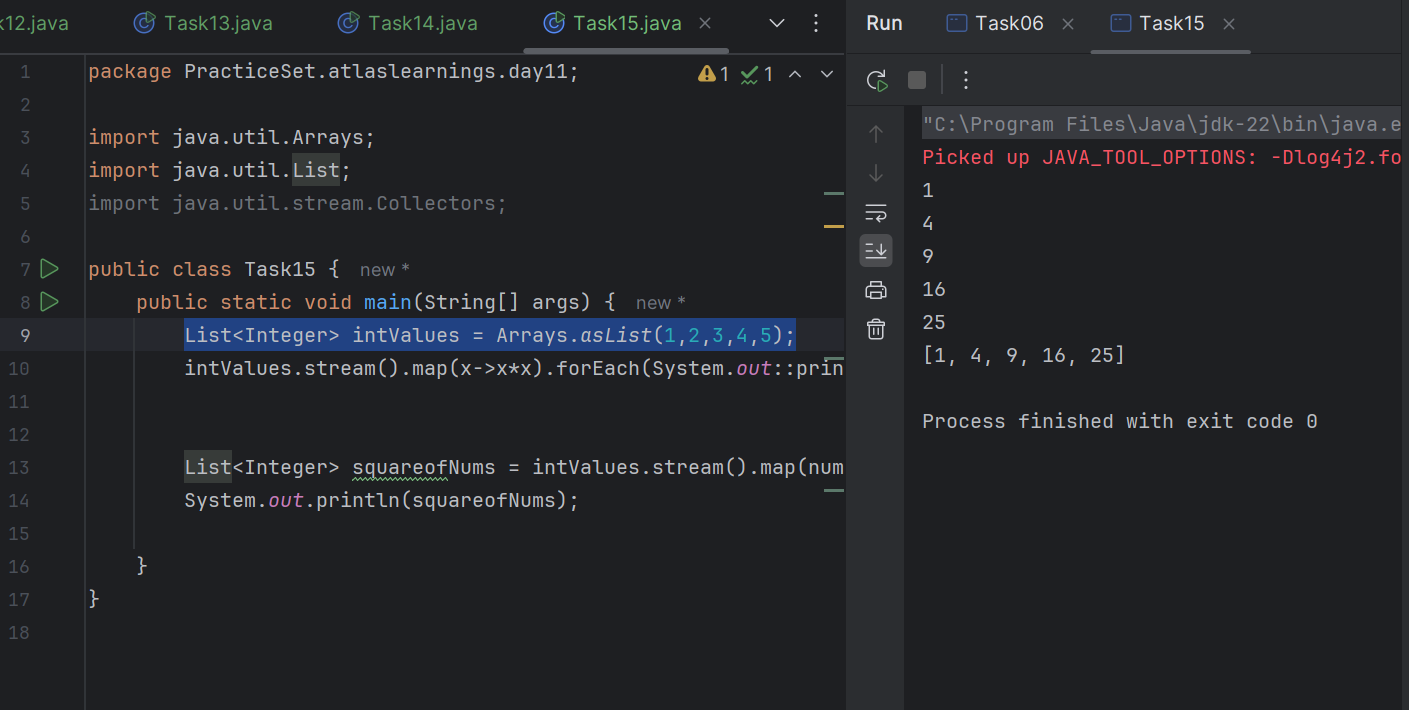 k12.java Task13.java Task14.java Task15.java
1 package PracticeSet.atlaslearnings.day11; 1 1
2
3 import java.util.Arrays;
4 import java.util.List;
5 import java.util.stream.Collectors;
6
7 public class Task15 { new *
8 public static void main(String[] args) { new *
9 List<Integer> intValues = Arrays.asList(1,2,3,4,5);
10 intValues.stream().map(x->x*x).forEach(System.out::prin
11
12
13 List<Integer> squareofNums = intValues.stream().map(num
14 System.out.println(squareofNums);
15
16 }
17 }
18
Run Task06 Task15
"C:\Program Files\Java\jdk-22\bin\java.e
Picked up JAVA_TOOL_OPTIONS: -Dlog4j2.fo
1
4
9
16
25
[1, 4, 9, 16, 25]
Process finished with exit code 0